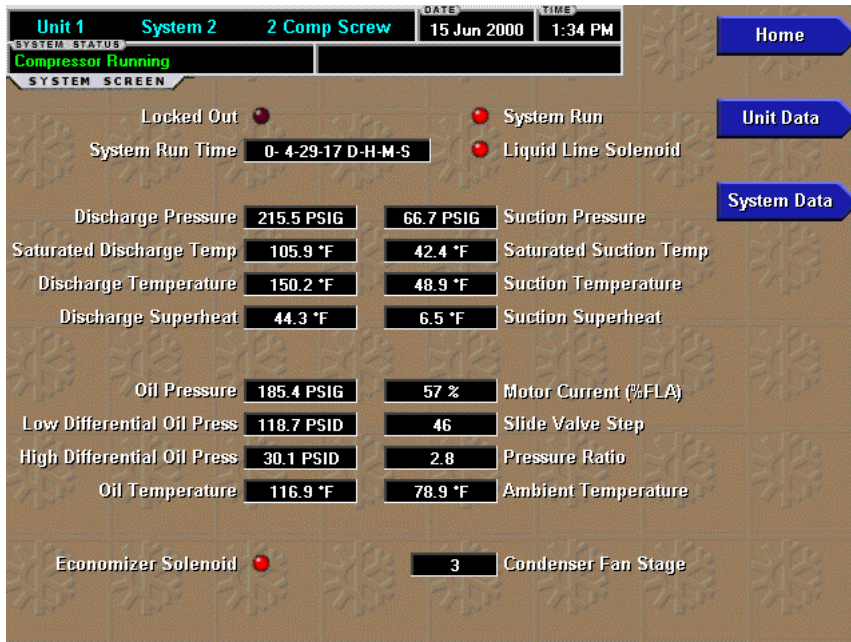 Unit 1 System 2 2 Comp Screw DATE 15 Jun 2000 TIME 1:34 PM Home
SYSTEM STATUS
Compressor Running
SYSTEM SCREEN
Locked Out System Run Unit Data
System Run Time 0- 4-29-17 D-H-M-S Liquid Line Solenoid
System Data
Discharge Pressure 215.5 PSIG 66.7 PSIG Suction Pressure
Saturated Discharge Temp 105.9 °F 42.4 °F Saturated Suction Temp
Discharge Temperature 150.2 °F 48.9 °F Suction Temperature
Discharge Superheat 44.3 °F 6.5 °F Suction Superheat
Oil Pressure 185.4 PSIG 57 % Motor Current (%FLA)
Low Differential Oil Press 118.7 PSID 46 Slide Valve Step
High Differential Oil Press 30.1 PSID 2.8 Pressure Ratio
Oil Temperature 116.9 °F 78.9 °F Ambient Temperature
Economizer Solenoid 3 Condenser Fan Stage